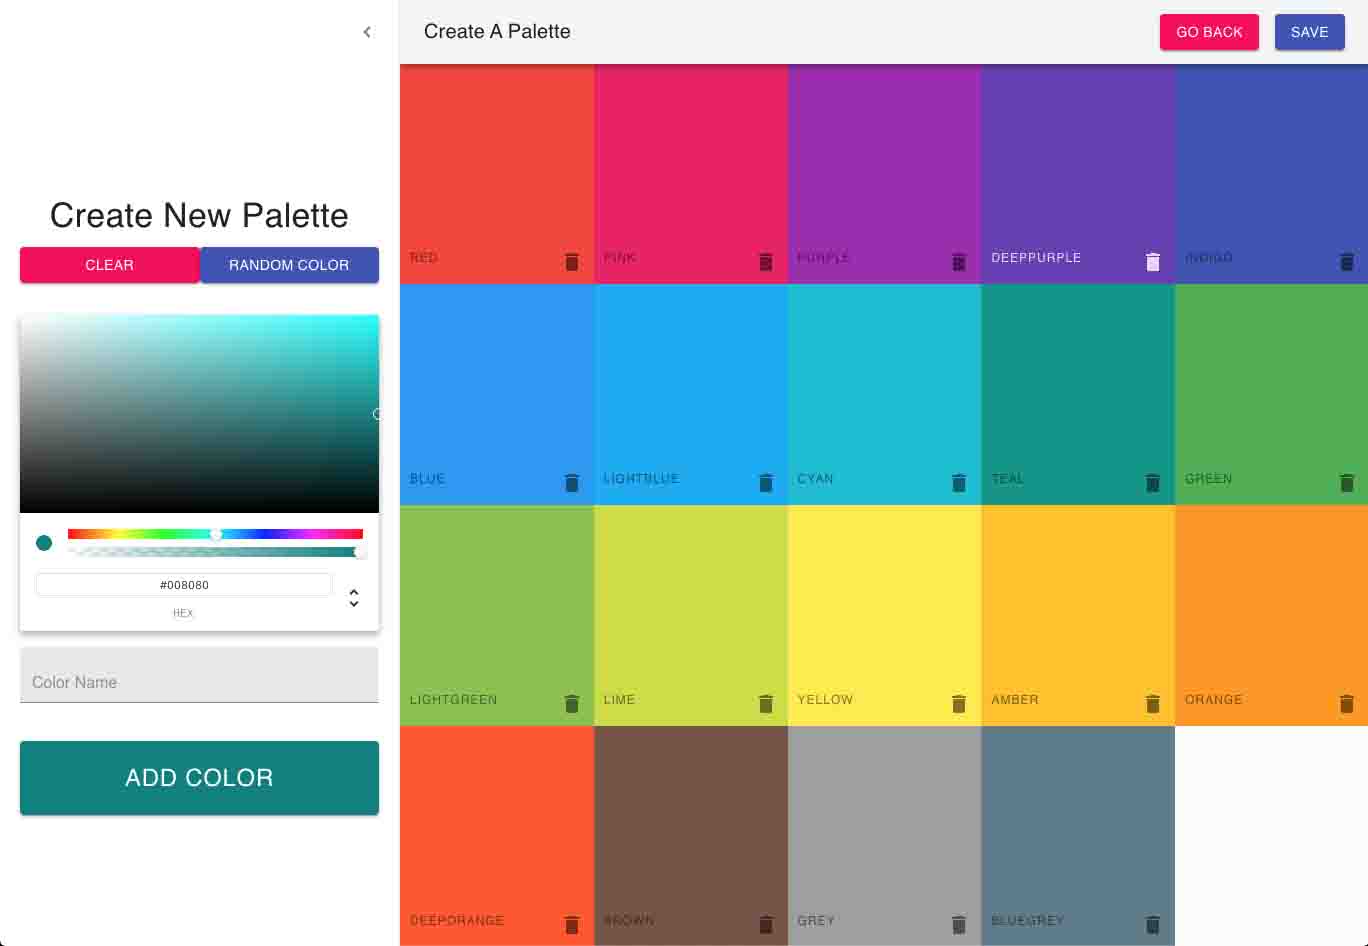 Create A Palette
GO BACK
SAVE
Create New Palette
CLEAR
RANDOM COLOR
#008080
HEX
Color Name
ADD COLOR
RED
PINK
PURPLE
DEEPPURPLE
INDIGO
BLUE
LIGHTBLUE
CYAN
TEAL
GREEN
LIGHTGREEN
LIME
YELLOW
AMBER
ORANGE
DEEPORANGE
BROWN
GREY
BLUEGREY